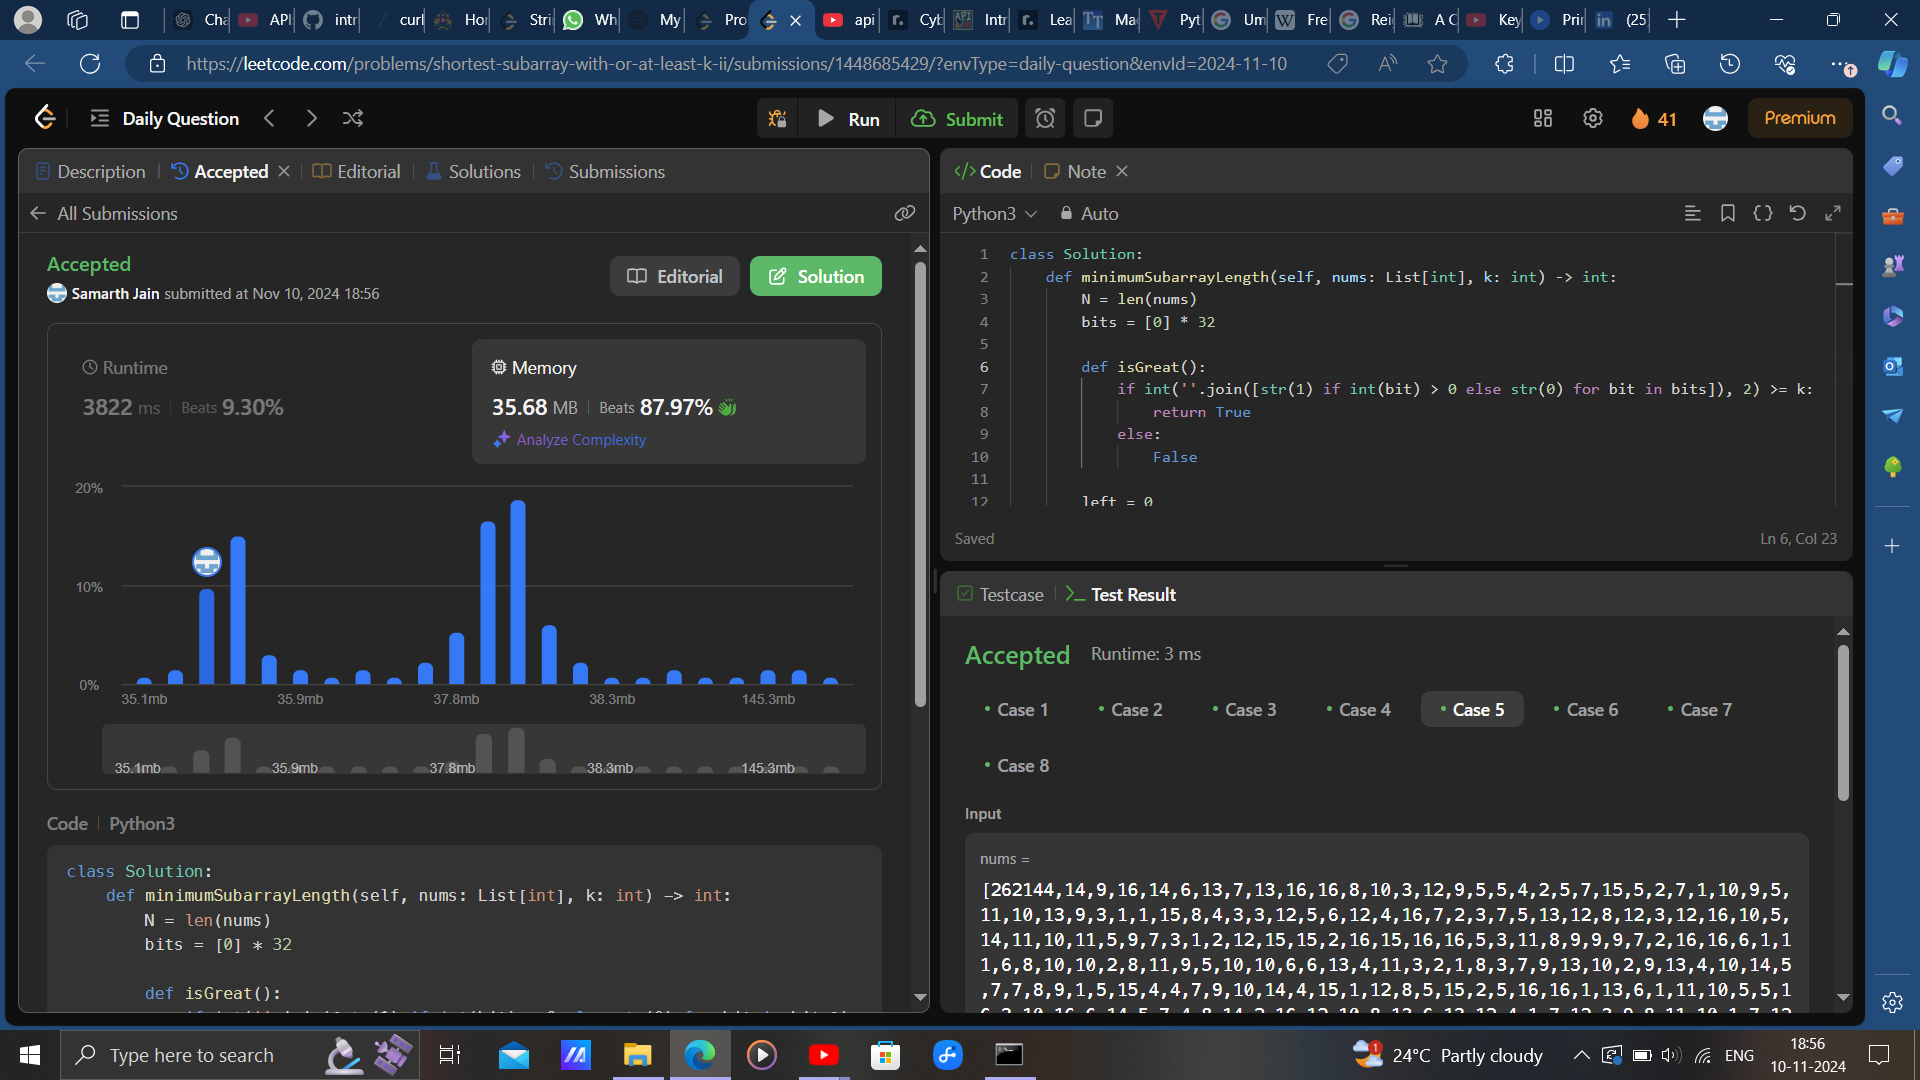 Cha
API
intr
curl
Hor
Stri
Wh
My
Pro
api
Cyb
Intr
Lea
Ma
Pyt
Um
Fre
Rei
A C
Key
Prir
(25
https://leetcode.com/problems/shortest-subarray-with-or-at-least-k-ii/submissions/1448685429/?envType=daily-question&envId=2024-11-10
Daily Question
Run
Submit
41
Premium
Description
Accepted
Editorial
Solutions
Submissions
All Submissions
Accepted
Samarth Jain submitted at Nov 10, 2024 18:56
Editorial
Solution
Runtime
3822 ms
Beats 9.30%
Memory
35.68 MB
Beats 87.97%
Analyze Complexity
20%
10%
0%
35.1mb 35.9mb 37.8mb 38.3mb 145.3mb
35.1mb 35.9mb 37.8mb 38.3mb 145.3mb
Code
Python3
class Solution:
def minimumSubarrayLength(self, nums: List[int], k: int) -> int:
N = len(nums)
bits = [0] * 32
def isGreat():
Code
Note
Python3
Auto
1 class Solution:
2 def minimumSubarrayLength(self, nums: List[int], k: int) -> int:
3 N = len(nums)
4 bits = [0] * 32
5
6 def isGreat():
7 if int(''.join([str(1) if int(bit) > 0 else str(0) for bit in bits]), 2) >= k:
8 return True
9 else:
10 False
11
12 left = 0
Saved
Ln 6, Col 23
Testcase
Test Result
Accepted
Runtime: 3 ms
Case 1
Case 2
Case 3
Case 4
Case 5
Case 6
Case 7
Case 8
Input
nums =
[262144,14,9,16,14,6,13,7,13,16,16,8,10,3,12,9,5,5,4,2,5,7,15,5,2,7,1,10,9,5,
11,10,13,9,3,1,1,15,8,4,3,3,12,5,6,12,4,16,7,2,3,7,5,13,12,8,12,3,12,16,10,5,
14,11,10,11,5,9,7,3,1,2,12,15,15,2,16,15,16,16,5,3,11,8,9,9,9,7,2,16,16,6,1,1
1,6,8,10,10,2,8,11,9,5,10,10,6,6,13,4,11,3,2,1,8,3,7,9,13,10,2,9,13,4,10,14,5
,7,7,8,9,1,5,15,4,4,7,9,10,14,4,15,1,12,8,5,15,2,5,16,16,1,13,6,1,11,10,5,5,1
Type here to search
1
24°C Partly cloudy
ENG
18:56
10-11-2024